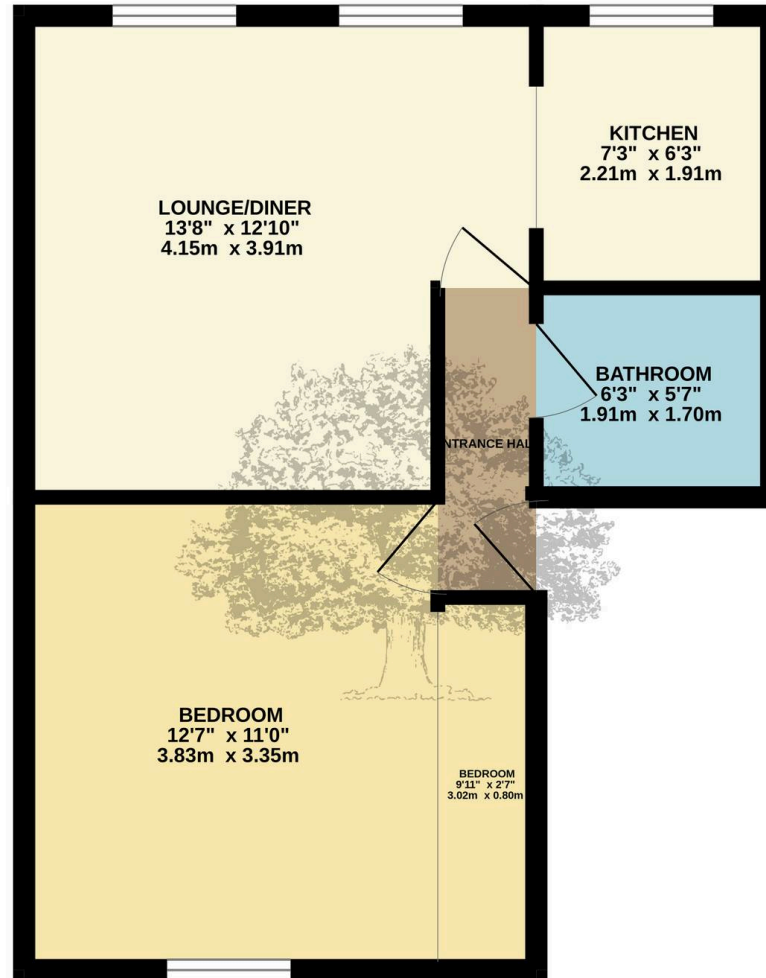 KITCHEN
7'3" x 6'3"
2.21m x 1.91m
LOUNGE/DINER
13'8" x 12'10"
4.15m x 3.91m
BATHROOM
6'3" x 5'7"
1.91m x 1.70m
NTRANCE HAL
BEDROOM
12'7" x 11'0"
3.83m x 3.35m
BEDROOM
9'11" x 2'7"
3.02m x 0.80m